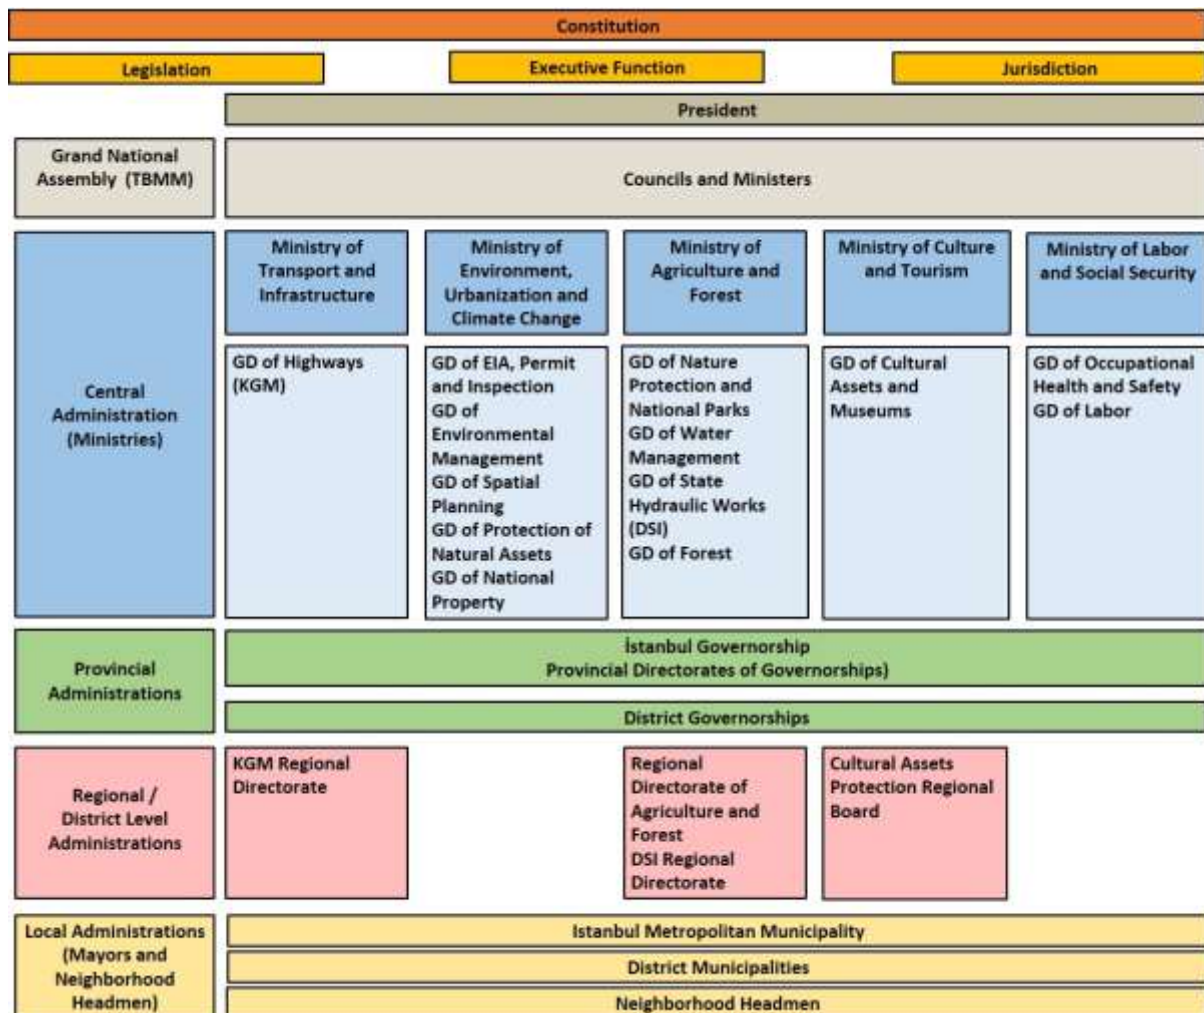 Constitution
Legislation
Executive Function
Jurisdiction
President
Grand National
Assembly (TBMM)
Councils and Ministers
Central
Administration
(Ministries)
Ministry of
Transport and
Infrastructure
Ministry of
Environment,
Urbanization and
Climate Change
Ministry of
Agriculture and
Forest
Ministry of Culture
and Tourism
Ministry of Labor
and Social Security
GD of Highways
(KGM)
GD of EIA, Permit
and Inspection
GD of
Environmental
Management
GD of Spatial
Planning
GD of Protection of
Natural Assets
GD of National
Property
GD of Nature
Protection and
National Parks
GD of Water
Management
GD of State
Hydraulic Works
(DSI)
GD of Forest
GD of Cultural
Assets and
Museums
GD of Occupational
Health and Safety
GD of Labor
Provincial
Administrations
İstanbul Governorship
Provincial Directorates of Governorships)
District Governorships
Regional /
District Level
Administrations
KGM Regional
Directorate
Regional
Directorate of
Agriculture and
Forest
DSI Regional
Directorate
Cultural Assets
Protection Regional
Board
Local Administrations
(Mayors and
Neighborhood
Headmen)
Istanbul Metropolitan Municipality
District Municipalities
Neighborhood Headmen